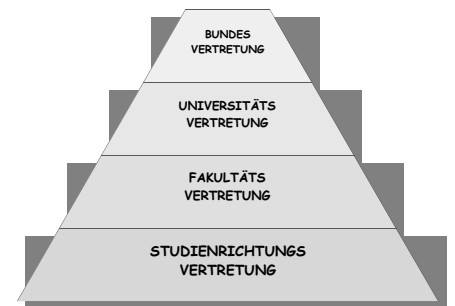 BUNDES
VERTRETUNG
UNIVERSITÄTS
VERTRETUNG
FAKULTÄTS
VERTRETUNG
STUDIENRICHTUNGS
VERTRETUNG